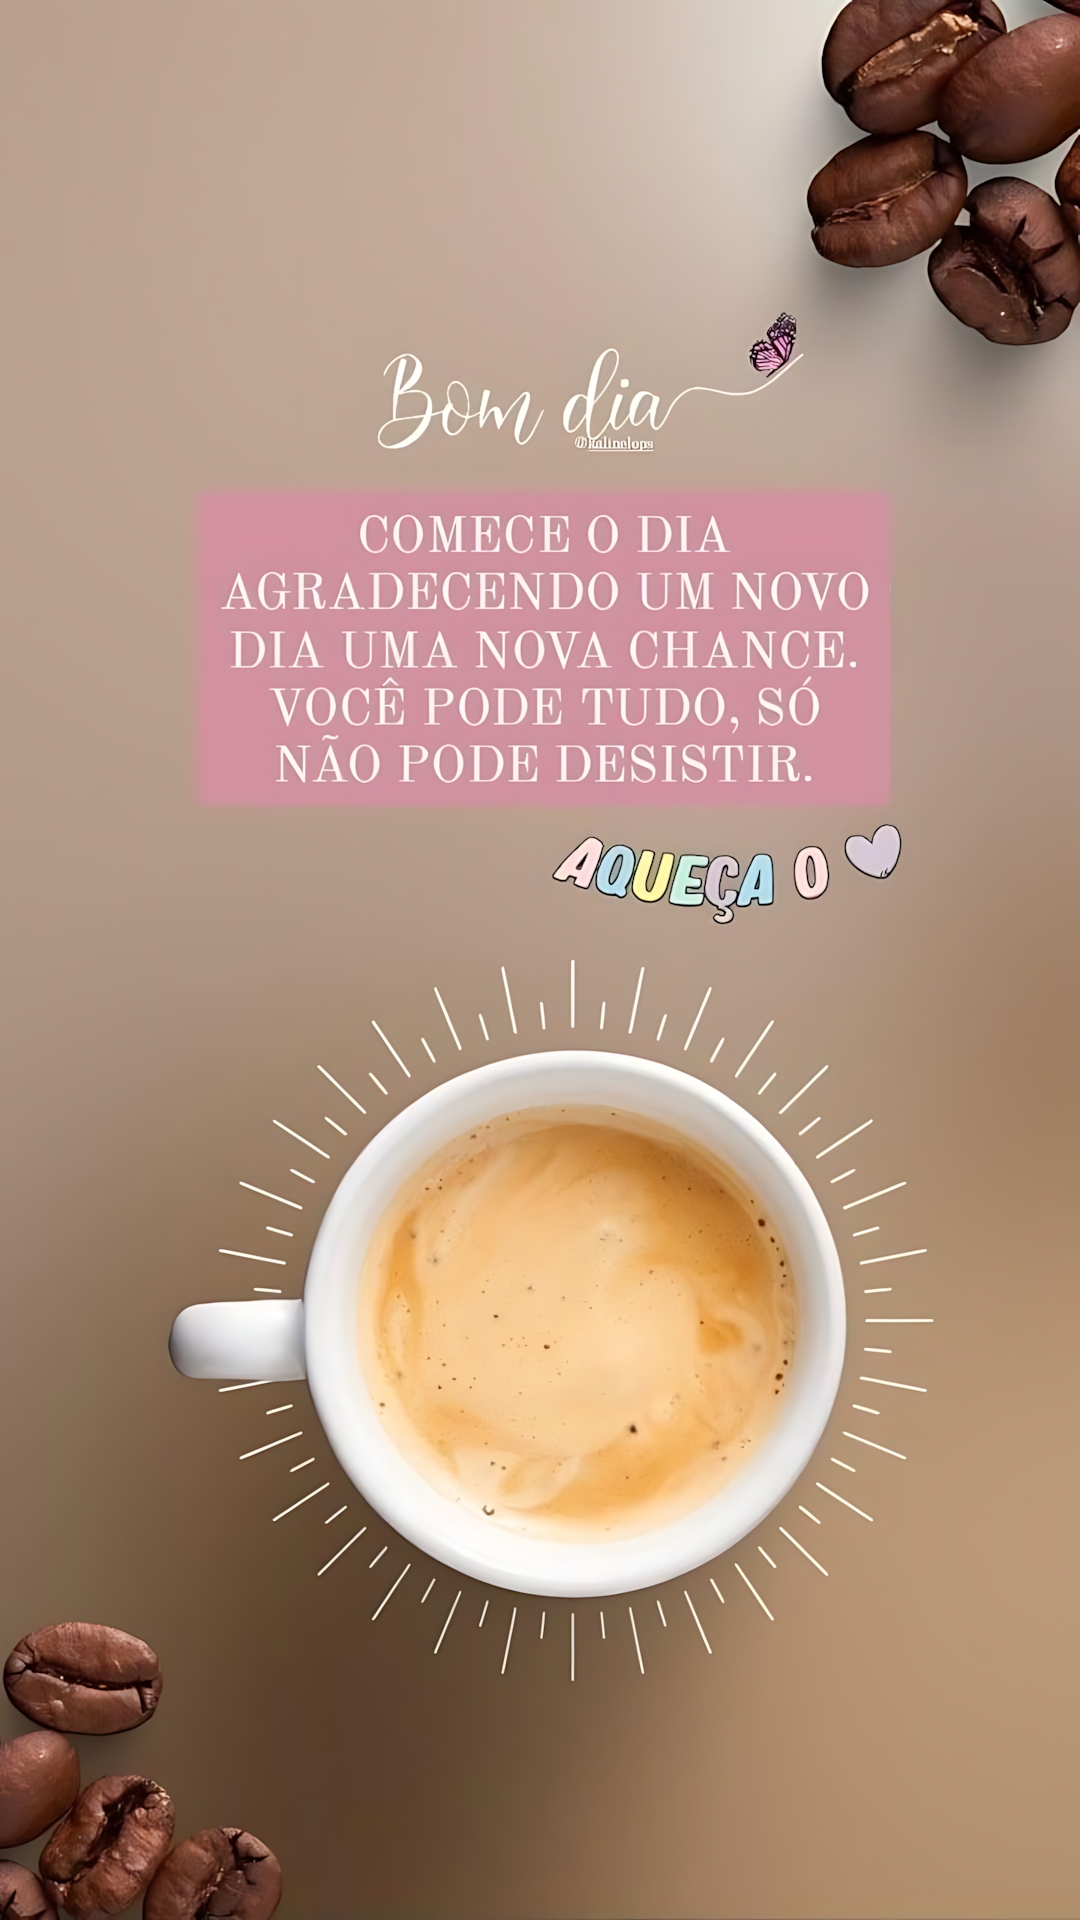 Bom dia
COMECE O DIA
AGRADECENDO UM NOVO
DIA UMA NOVA CHANCE.
VOCÊ PODE TUDO, SÓ
NÃO PODE DESISTIR.
AQUEÇA O